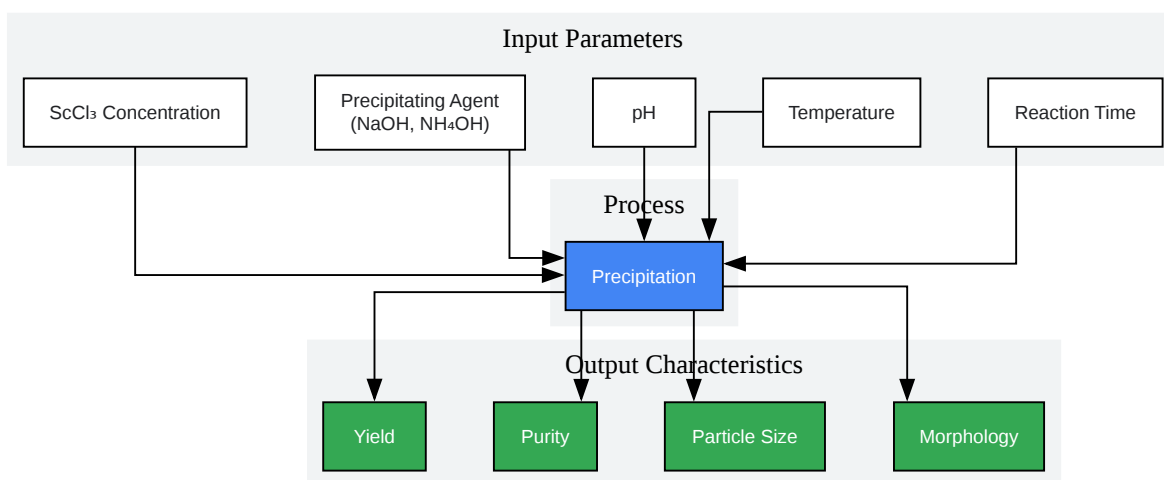 Input Parameters
ScCl₃ Concentration
Precipitating Agent
(NaOH, NH₄OH)
pH
Temperature
Reaction Time
Process
Precipitation
Output Characteristics
Yield
Purity
Particle Size
Morphology